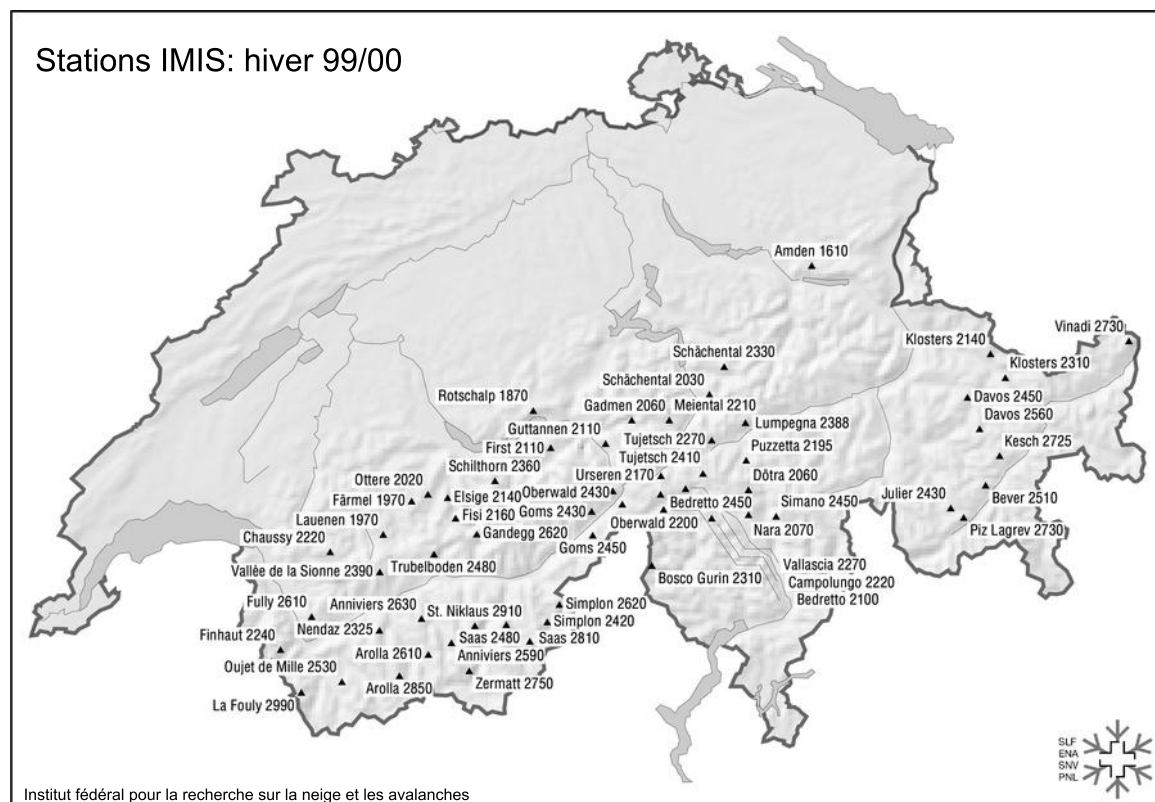 Stations IMIS: hiver 99/00
Amden 1610
Vinadi 2730
Klosters 2140
Schächental 2330
Klosters 2310
Schächental 2030
Rotschalp 1870
Davos 2450
Gadmen 2060
Meiental 2210
Davos 2560
Guttannen 2110
Lumpegna 2388
Tujetsch 2270
Kesch 2725
First 2110
Puzzetta 2195
Tujetsch 2410
Schilthorn 2360
Urseren 2170
Dôtra 2060
Ottere 2020
Oberwald 2430
Färmel 1970
Elsige 2140
Bedretto 2450
Simano 2450
Julier 2430
Bever 2510
Goms 2430
Fisi 2160
Lauenen 1970
Oberwald 2200
Nara 2070
Piz Lagrev 2730
Gandegg 2620
Chaussy 2220
Goms 2450
Vallascia 2270
Trubelboden 2480
Vallèe de la Sionne 2390
Bosco Gurin 2310
Campolungo 2220
Bedretto 2100
Fully 2610
Anniviers 2630
St. Niklaus 2910
Simplon 2620
Simplon 2420
Nendaz 2325
Finhaut 2240
Saas 2480
Saas 2810
Arolla 2610
Anniviers 2590
Oujet de Mille 2530
Zermatt 2750
Arolla 2850
La Fouly 2990
SLF
ENA
SNV
PNL
Institut fédéral pour la recherche sur la neige et les avalanches